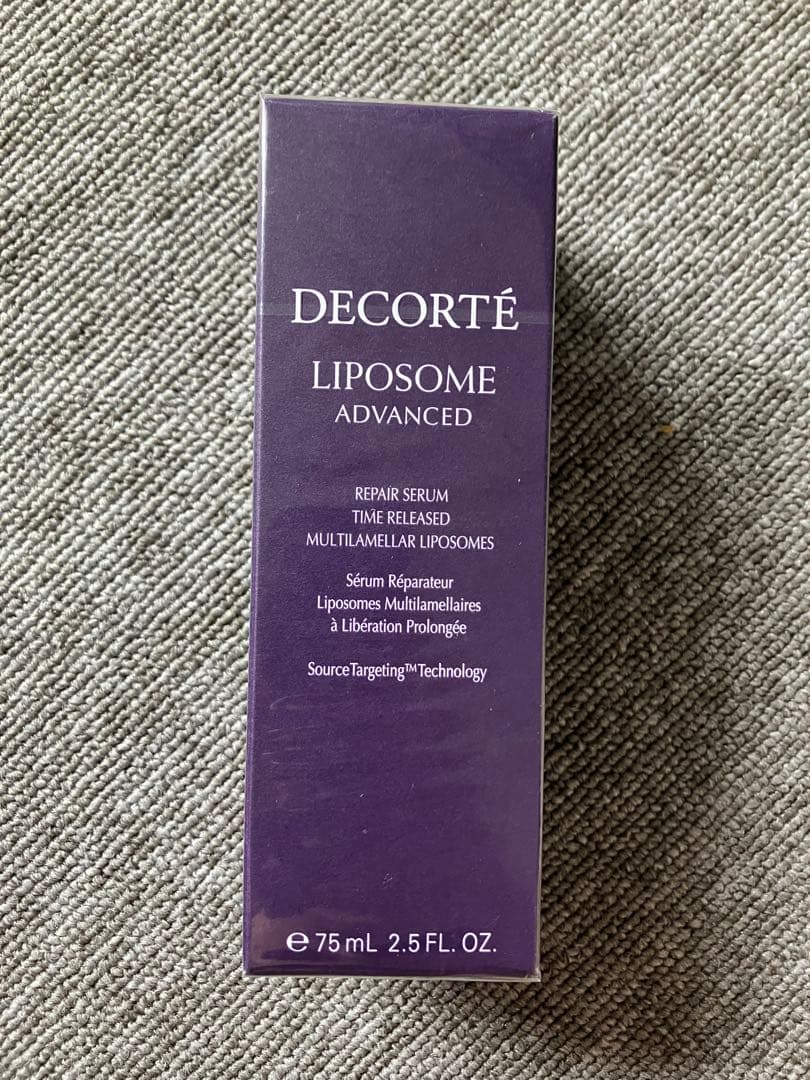 DECORTÉ
LIPOSOME
ADVANCED
REPAIR SERUM
TIME RELEASED
MULTILAMELLAR LIPOSOMES
Sérum Réparateur
Liposomes Multilamellaires
à Libération Prolongée
SourceTargeting™Technology
℮ 75 mL 2.5 FL. OZ.